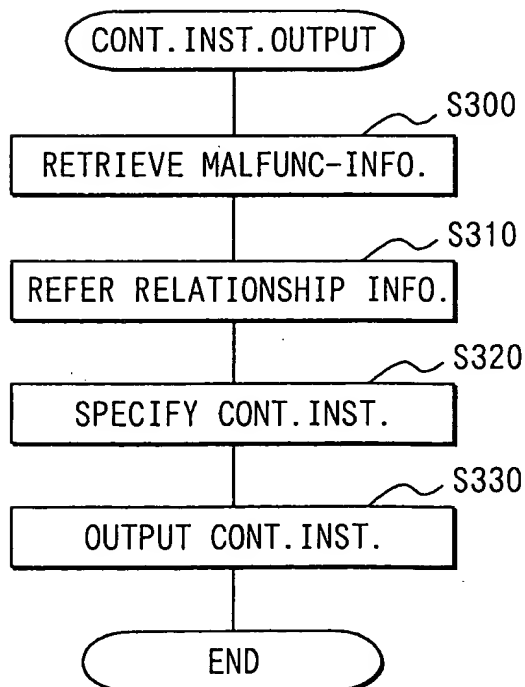 CONT.INST.OUTPUT
S300
RETRIEVE MALFUNC-INFO.
S310
REFER RELATIONSHIP INFO.
S320
SPECIFY CONT.INST.
S330
OUTPUT CONT.INST.
END